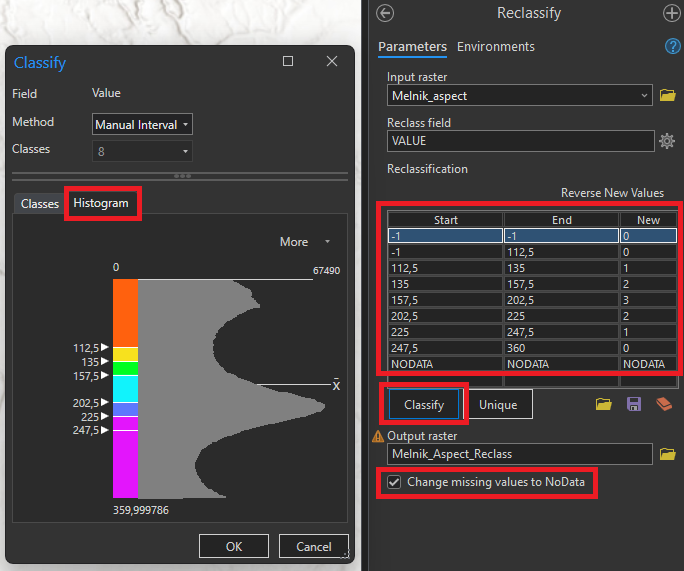 Classify
Field Value
Method Manual Interval
Classes 8
Classes Histogram
More
0 67490
112,5
135
157,5
x̄
202,5
225
247,5
359,999786
OK Cancel
Reclassify
Parameters Environments
Input raster
Melnik_aspect
Reclass field
VALUE
Reclassification
Reverse New Values
Start End New
-1 -1 0
-1 112,5 0
112,5 135 1
135 157,5 2
157,5 202,5 3
202,5 225 2
225 247,5 1
247,5 360 0
NODATA NODATA NODATA
Classify Unique
Output raster
Melnik_Aspect_Reclass
Change missing values to NoData